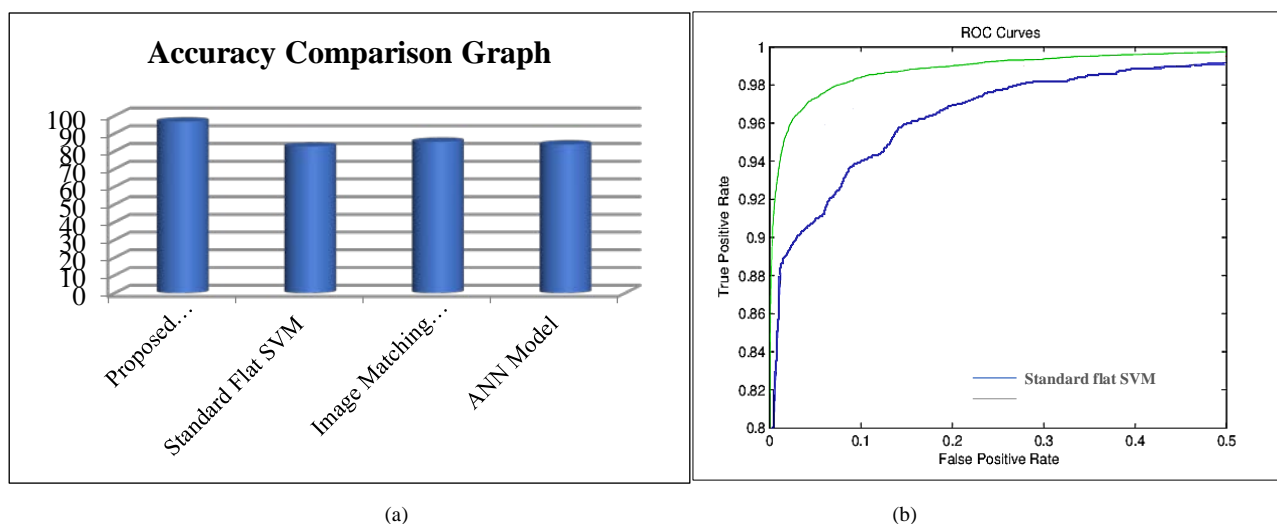 Accuracy Comparison Graph
100
90
80
70
60
50
40
30
20
10
0
Proposed…
Standard Flat SVM
Image Matching…
ANN Model
(a)
ROC Curves
True Positive Rate
1
0.98
0.96
0.94
0.92
0.9
0.88
0.86
0.84
0.82
0.8
0
0.1
0.2
0.3
0.4
0.5
False Positive Rate
Standard flat SVM
(b)